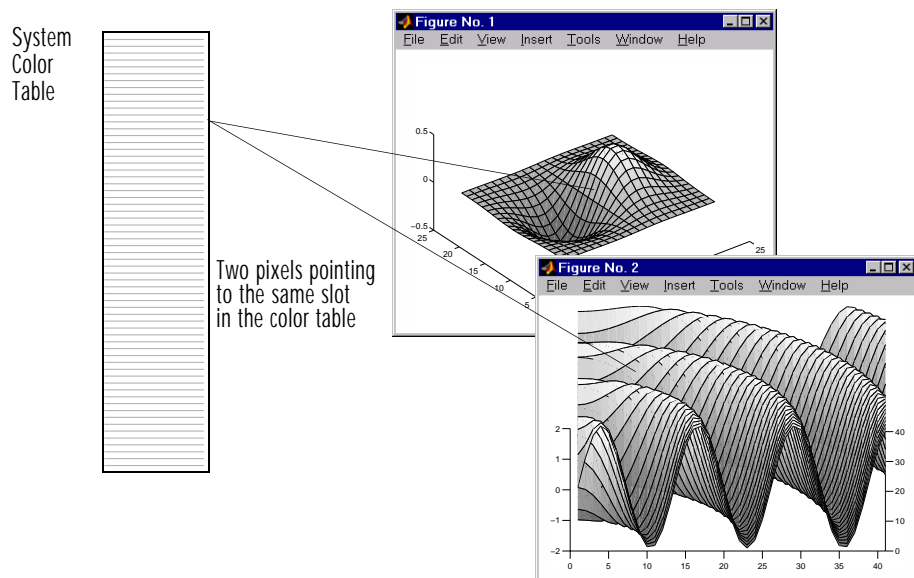 System
Color
Table
Figure No. 1
File Edit View Insert Tools Window Help
0.5
0
−0.5
25
20
15
10
5
25
Two pixels pointing
to the same slot
in the color table
Figure No. 2
File Edit View Insert Tools Window Help
2
1
0
−1
−2
40
30
20
10
0
0 5 10 15 20 25 30 35 40